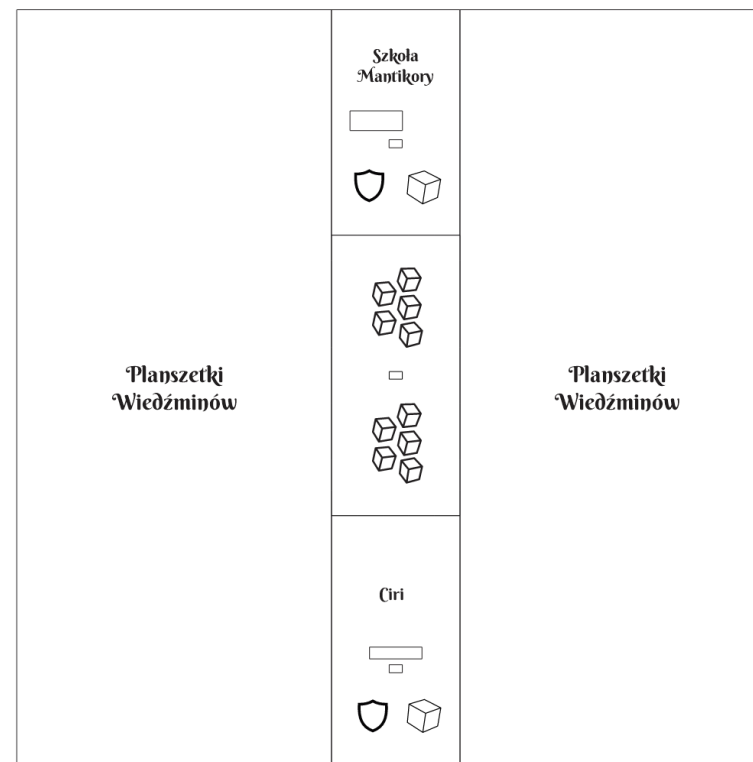 Szkoła
Mantikory
Planszetki
Wiedźminów
Planszetki
Wiedźminów
Ciri